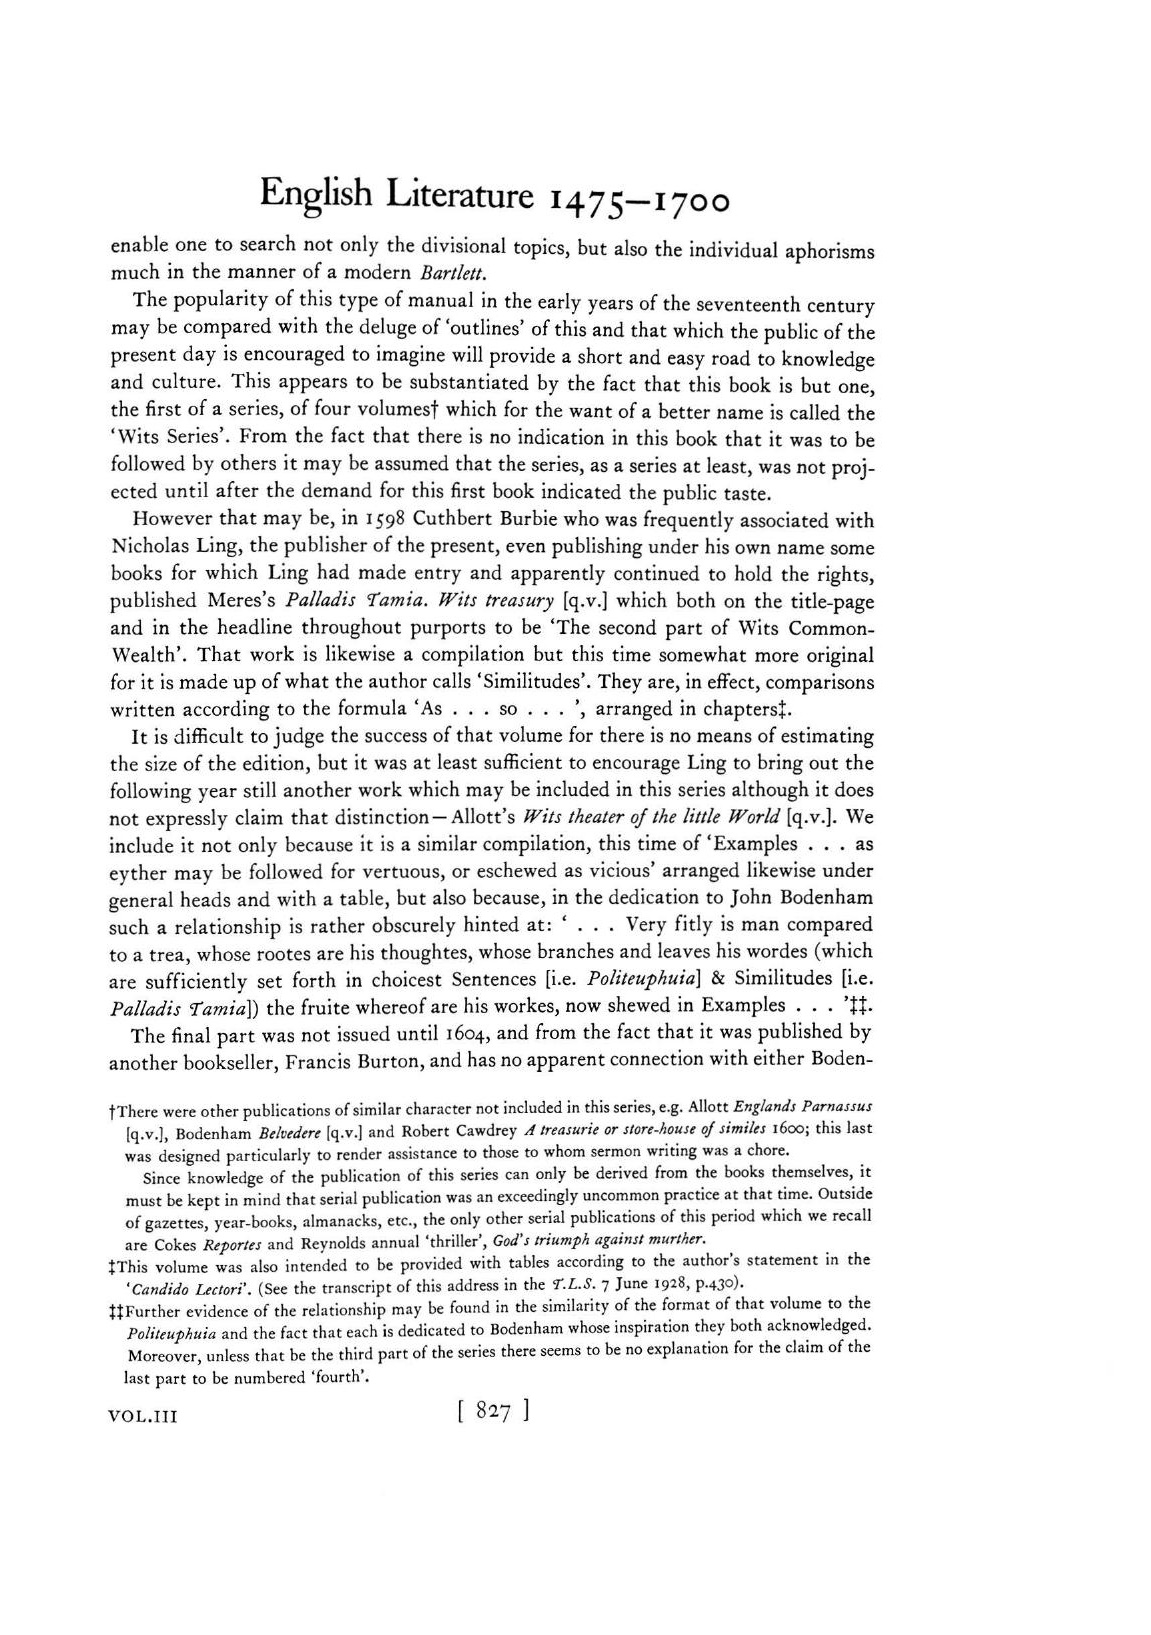 English Literature 1475–1700
enable one to search not only the divisional topics, but also the individual aphorisms
much in the manner of a modern Bartlett.
The popularity of this type of manual in the early years of the seventeenth century
may be compared with the deluge of ‘outlines’ of this and that which the public of the
present day is encouraged to imagine will provide a short and easy road to knowledge
and culture. This appears to be substantiated by the fact that this book is but one,
the first of a series, of four volumes† which for the want of a better name is called the
‘Wits Series’. From the fact that there is no indication in this book that it was to be
followed by others it may be assumed that the series, as a series at least, was not proj-
ected until after the demand for this first book indicated the public taste.
However that may be, in 1598 Cuthbert Burbie who was frequently associated with
Nicholas Ling, the publisher of the present, even publishing under his own name some
books for which Ling had made entry and apparently continued to hold the rights,
published Meres’s Palladis Tamia. Wits treasury [q.v.] which both on the title-page
and in the headline throughout purports to be ‘The second part of Wits Common-
Wealth’. That work is likewise a compilation but this time somewhat more original
for it is made up of what the author calls ‘Similitudes’. They are, in effect, comparisons
written according to the formula ‘As . . . so . . . ’, arranged in chapters‡.
It is difficult to judge the success of that volume for there is no means of estimating
the size of the edition, but it was at least sufficient to encourage Ling to bring out the
following year still another work which may be included in this series although it does
not expressly claim that distinction—Allott’s Wits theater of the little World [q.v.]. We
include it not only because it is a similar compilation, this time of ‘Examples . . . as
eyther may be followed for vertuous, or eschewed as vicious’ arranged likewise under
general heads and with a table, but also because, in the dedication to John Bodenham
such a relationship is rather obscurely hinted at: ‘ . . . Very fitly is man compared
to a trea, whose rootes are his thoughtes, whose branches and leaves his wordes (which
are sufficiently set forth in choicest Sentences [i.e. Politeuphuia] & Similitudes [i.e.
Palladis Tamia]) the fruite whereof are his workes, now shewed in Examples . . . ’‡‡.
The final part was not issued until 1604, and from the fact that it was published by
another bookseller, Francis Burton, and has no apparent connection with either Boden-
†There were other publications of similar character not included in this series, e.g. Allott Englands Parnassus
[q.v.], Bodenham Belvedere [q.v.] and Robert Cawdrey A treasurie or store-house of similes 1600; this last
was designed particularly to render assistance to those to whom sermon writing was a chore.
Since knowledge of the publication of this series can only be derived from the books themselves, it
must be kept in mind that serial publication was an exceedingly uncommon practice at that time. Outside
of gazettes, year-books, almanacks, etc., the only other serial publications of this period which we recall
are Cokes Reportes and Reynolds annual ‘thriller’, God’s triumph against murther.
‡This volume was also intended to be provided with tables according to the author’s statement in the
‘Candido Lectori’. (See the transcript of this address in the T.L.S. 7 June 1928, p.430).
‡‡Further evidence of the relationship may be found in the similarity of the format of that volume to the
Politeuphuia and the fact that each is dedicated to Bodenham whose inspiration they both acknowledged.
Moreover, unless that be the third part of the series there seems to be no explanation for the claim of the
last part to be numbered ‘fourth’.
VOL.III [ 827 ]